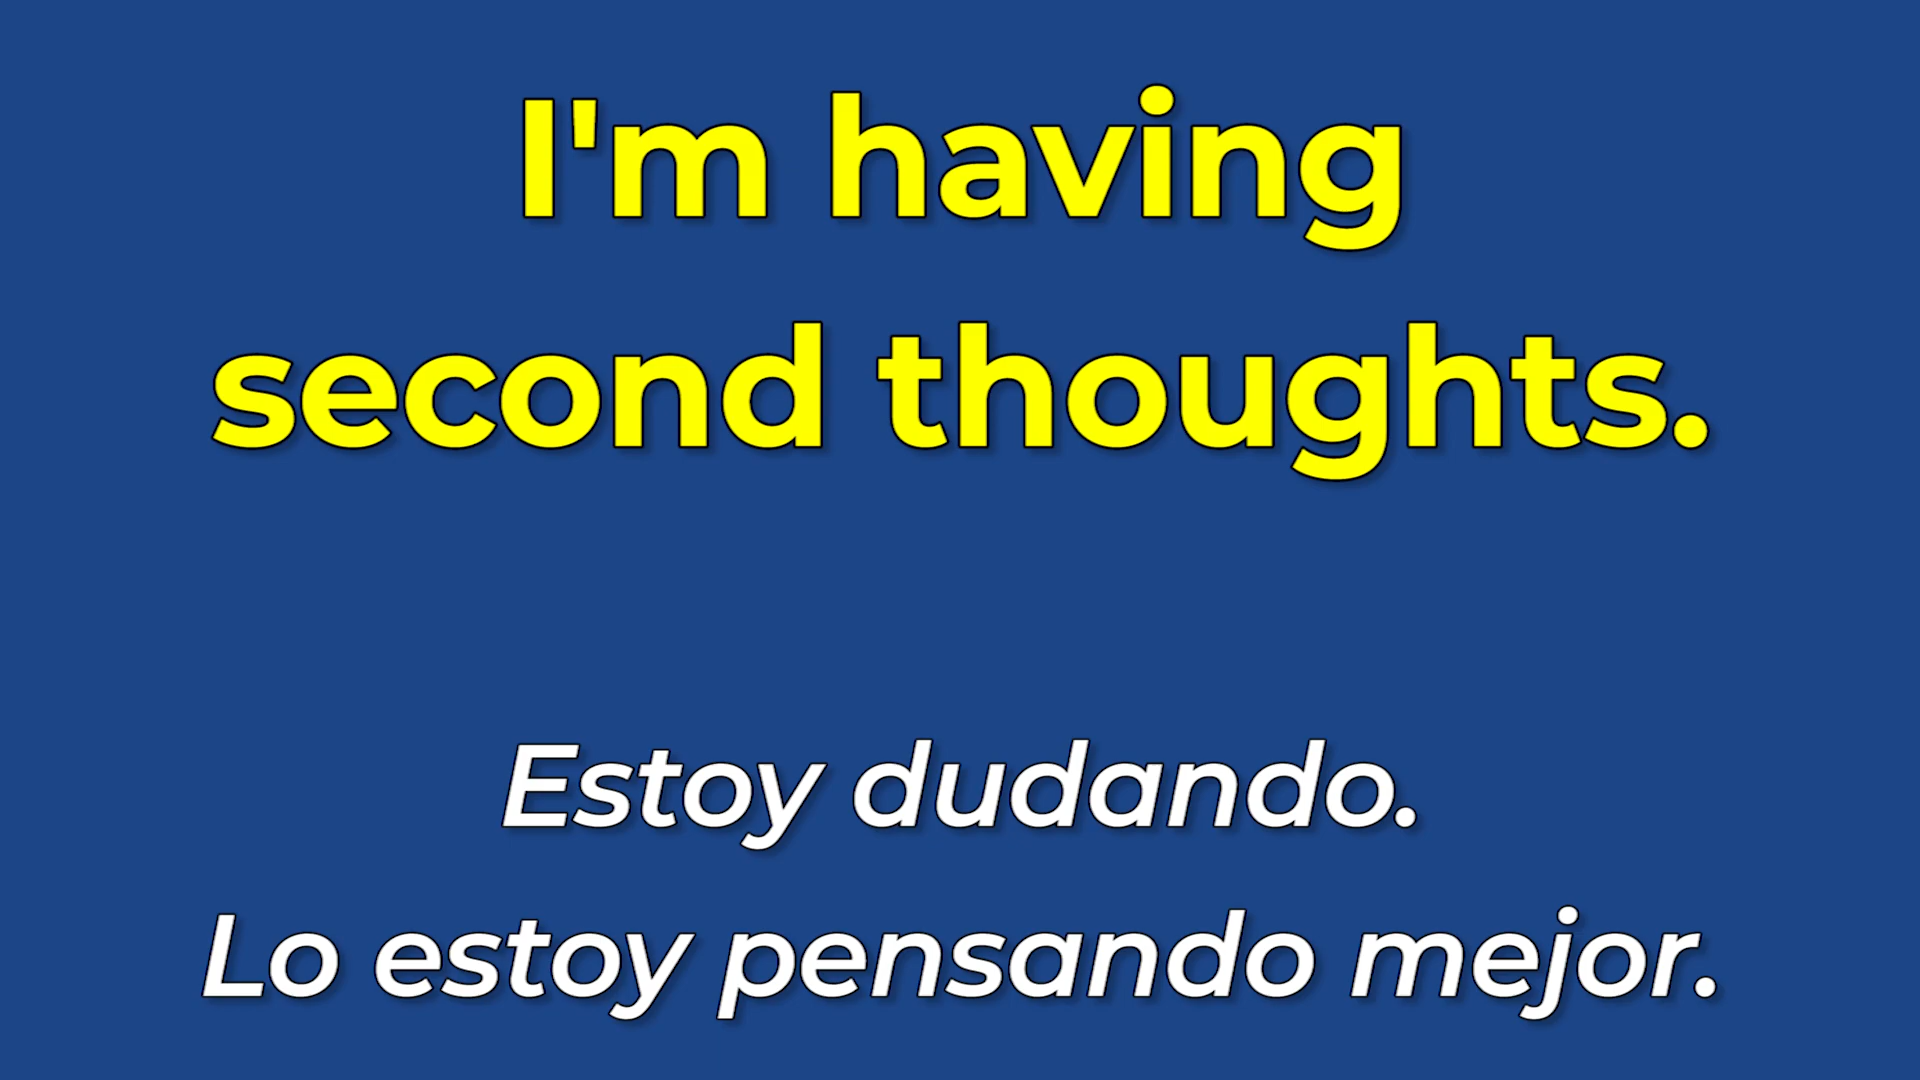 I'm having
second thoughts.
Estoy dudando.
Lo estoy pensando mejor.